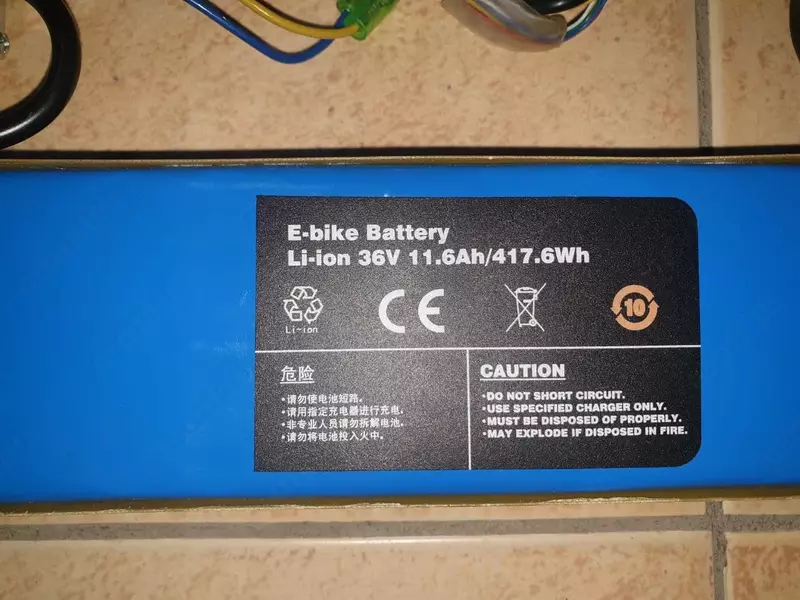 E-bike Battery
Li-ion 36V 11.6Ah/417.6Wh
Li-ion
CE
10
危险
·请勿使电池短路。
·请用指定充电器进行充电。
·非专业人员请勿拆解电池。
·请勿将电池投入火中。
CAUTION
·DO NOT SHORT CIRCUIT.
·USE SPECIFIED CHARGER ONLY.
·MUST BE DISPOSED OF PROPERLY.
·MAY EXPLODE IF DISPOSED IN FIRE.